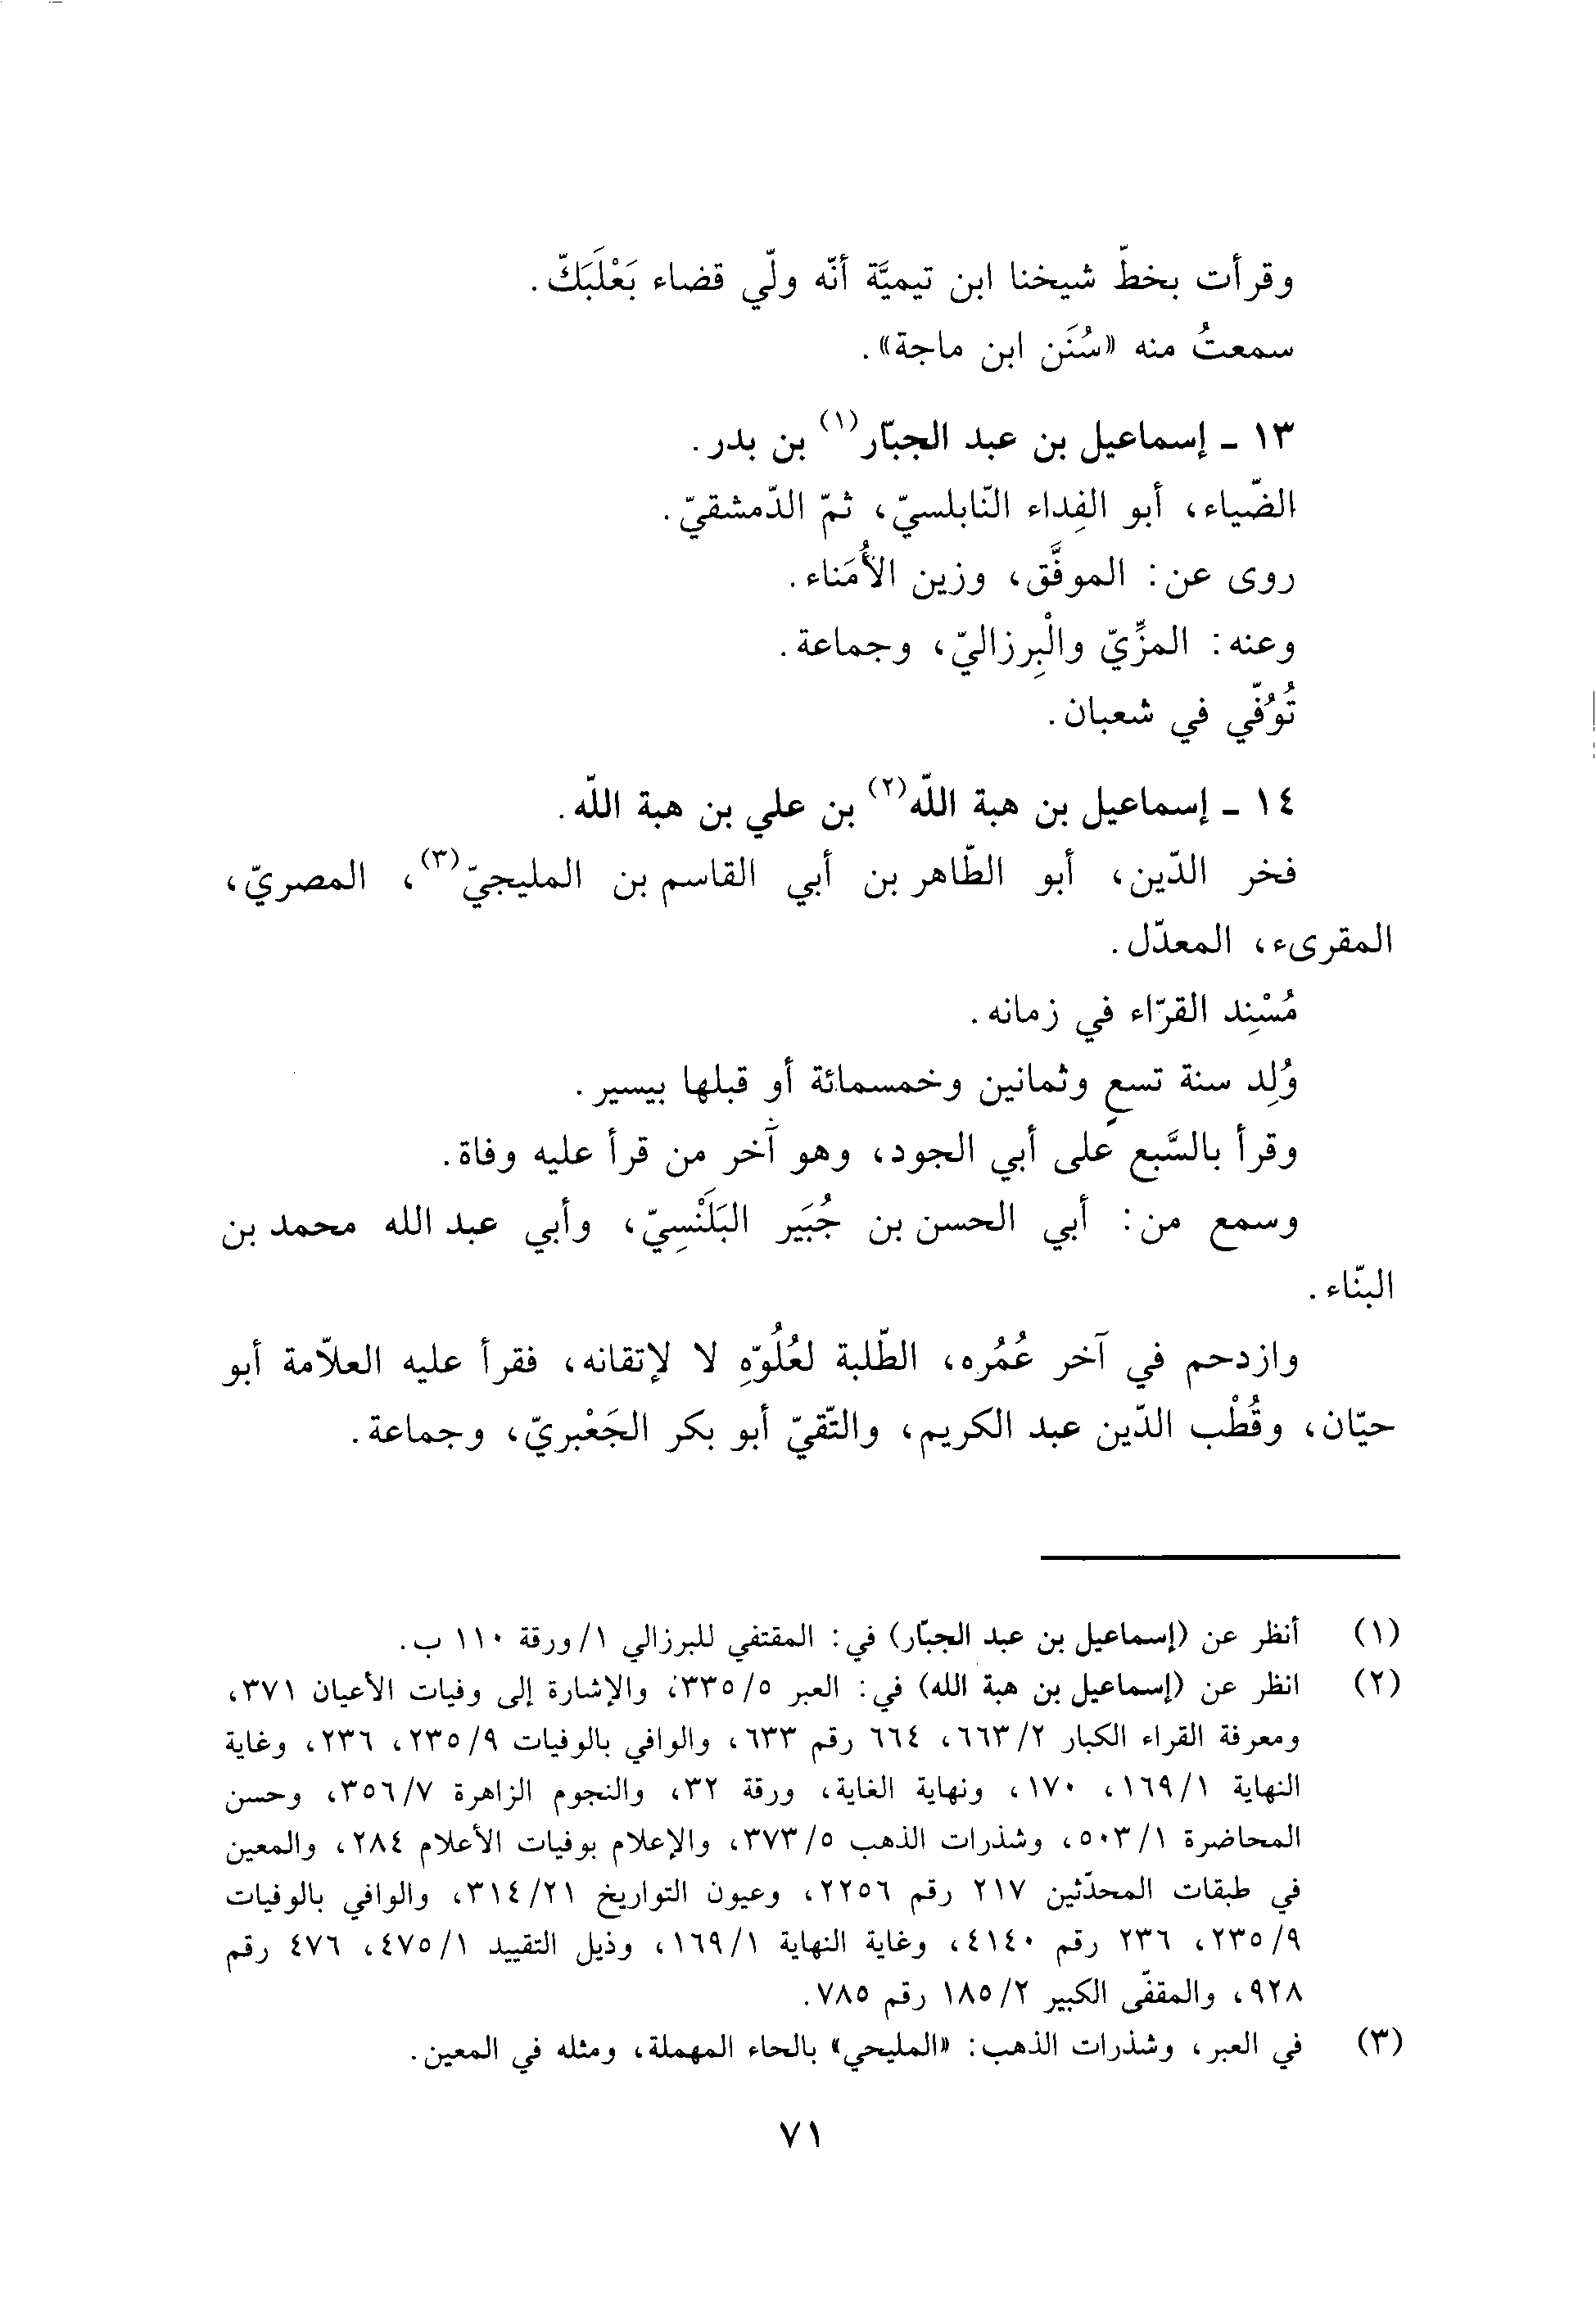 وقرأت بخطّ شيخنا ابن تيميَّة أنّه ولّي قضاء بَعْلَبَكّ.
سمعتُ منه «سُنَن ابن ماجة».
١٣ ـ إسماعيل بن عبد الجبّار(١) بن بدر.
الضّياء، أبو الفِداء النّابلسيّ، ثمّ الدّمشقيّ.
روى عن: الموفَّق، وزين الأُمَناء.
وعنه: المزِّيّ والْبِرزاليّ، وجماعة.
تُوُفّي في شعبان.
١٤ ـ إسماعيل بن هبة اللّه(٢) بن علي بن هبة اللّه.
فخر الدّين، أبو الطّاهر بن أبي القاسم بن المليجيّ(٣)، المصريّ،
المقرىء، المعدّل.
مُسْنِد القرّاء في زمانه.
وُلِد سنة تسعٍ وثمانين وخمسمائة أو قبلها بيسير.
وقرأ بالسَّبع على أبي الجود، وهو آخر من قرأ عليه وفاة.
وسمع من: أبي الحسن بن جُبَير البَلَنْسِيّ، وأبي عبد الله محمد بن
البنّاء.
وازدحم في آخر عُمُره، الطّلبة لعُلُوّهِ لا لإتقانه، فقرأ عليه العلاّمة أبو
حيّان، وقُطْب الدّين عبد الكريم، والتّقيّ أبو بكر الجَعْبريّ، وجماعة.
(١) أنظر عن (إسماعيل بن عبد الجبّار) في: المقتفي للبرزالي ١/ورقة ١١٠ ب.
(٢) انظر عن (إسماعيل بن هبة الله) في: العبر ٥/٣٣٥؛ والإشارة إلى وفيات الأعيان ٣٧١،
ومعرفة القراء الكبار ٢/٦٦٣، ٦٦٤ رقم ٦٣٣، والوافي بالوفيات ٩/٢٣٥، ٢٣٦، وغاية
النهاية ١/١٦٩، ١٧٠، ونهاية الغاية، ورقة ٣٢، والنجوم الزاهرة ٧/٣٥٦، وحسن
المحاضرة ١/٥٠٣، وشذرات الذهب ٥/٣٧٣، والإعلام بوفيات الأعلام ٢٨٤، والمعين
في طبقات المحدّثين ٢١٧ رقم ٢٢٥٦، وعيون التواريخ ٢١/٣١٤، والوافي بالوفيات
٩/٢٣٥، ٢٣٦ رقم ٤١٤٠، وغاية النهاية ١/١٦٩، وذيل التقييد ١/٤٧٥، ٤٧٦ رقم
٩٢٨، والمقفّى الكبير ٢/١٨٥ رقم ٧٨٥.
(٣) في العبر، وشذرات الذهب: «المليحي» بالحاء المهملة، ومثله في المعين.
٧١